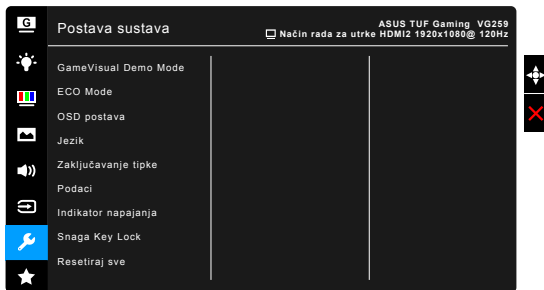 G
Postava sustava
ASUS TUF Gaming VG259
Način rada za utrke HDMI2 1920x1080@ 120Hz
GameVisual Demo Mode
ECO Mode
OSD postava
Jezik
Zaključavanje tipke
Podaci
Indikator napajanja
Snaga Key Lock
Resetiraj sve